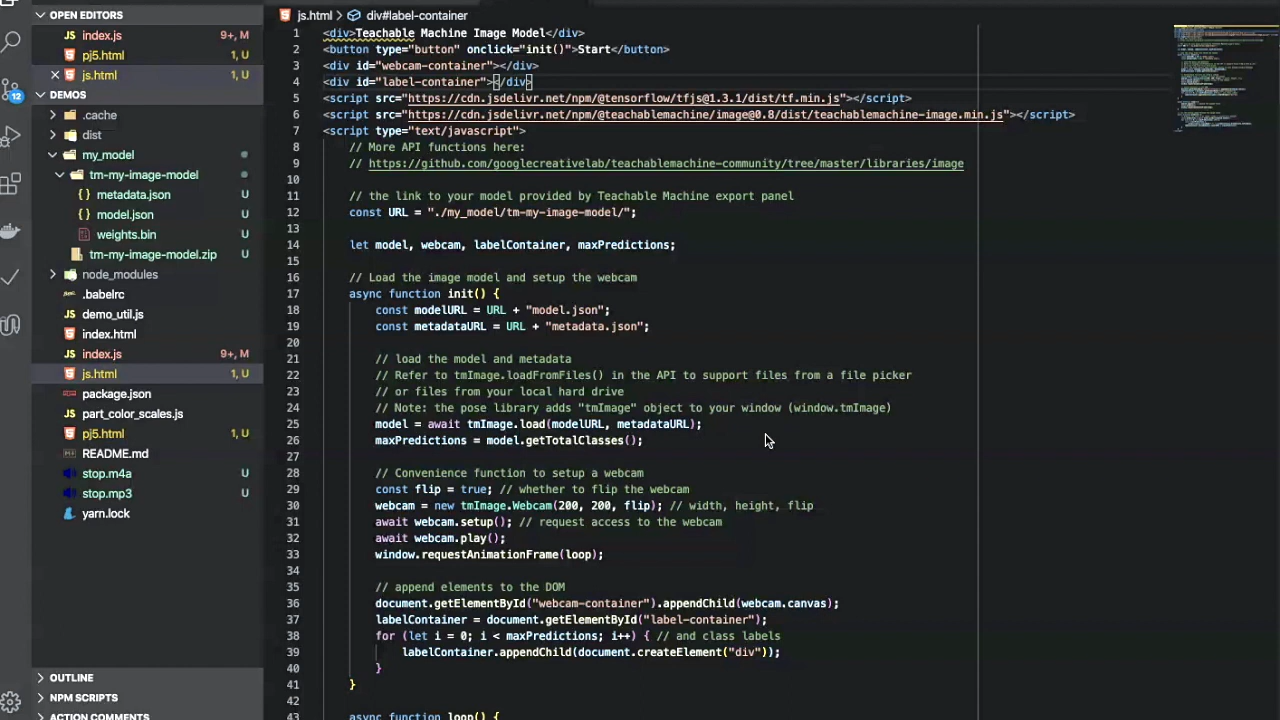 OPEN EDITORS
index.js 9+, M
pj5.html 1, U
js.html 1, U
DEMOS
.cache
dist
my_model
tm-my-image-model
metadata.json U
model.json U
weights.bin U
tm-my-image-model.zip U
node_modules
.babelrc
demo_util.js
index.html
index.js 9+, M
js.html 1, U
package.json
part_color_scales.js
pj5.html 1, U
README.md
stop.m4a U
stop.mp3 U
yarn.lock
OUTLINE
NPM SCRIPTS
ACTION COMMENTS
12
js.html > div#label-container
1 <div>Teachable Machine Image Model</div>
2 <button type="button" onclick="init()">Start</button>
3 <div id="webcam-container"></div>
4 <div id="label-container"></div>
5 <script src="https://cdn.jsdelivr.net/npm/@tensorflow/tfjs@1.3.1/dist/tf.min.js"></script>
6 <script src="https://cdn.jsdelivr.net/npm/@teachablemachine/image@0.8/dist/teachablemachine-image.min.js"></script>
7 <script type="text/javascript">
8 // More API functions here:
9 // https://github.com/googlecreativelab/teachablemachine-community/tree/master/libraries/image
10
11 // the link to your model provided by Teachable Machine export panel
12 const URL = "./my_model/tm-my-image-model/";
13
14 let model, webcam, labelContainer, maxPredictions;
15
16 // Load the image model and setup the webcam
17 async function init() {
18 const modelURL = URL + "model.json";
19 const metadataURL = URL + "metadata.json";
20
21 // load the model and metadata
22 // Refer to tmImage.loadFromFiles() in the API to support files from a file picker
23 // or files from your local hard drive
24 // Note: the pose library adds "tmImage" object to your window (window.tmImage)
25 model = await tmImage.load(modelURL, metadataURL);
26 maxPredictions = model.getTotalClasses();
27
28 // Convenience function to setup a webcam
29 const flip = true; // whether to flip the webcam
30 webcam = new tmImage.Webcam(200, 200, flip); // width, height, flip
31 await webcam.setup(); // request access to the webcam
32 await webcam.play();
33 window.requestAnimationFrame(loop);
34
35 // append elements to the DOM
36 document.getElementById("webcam-container").appendChild(webcam.canvas);
37 labelContainer = document.getElementById("label-container");
38 for (let i = 0; i < maxPredictions; i++) { // and class labels
39 labelContainer.appendChild(document.createElement("div"));
40 }
41 }
42
43 async function loop() {